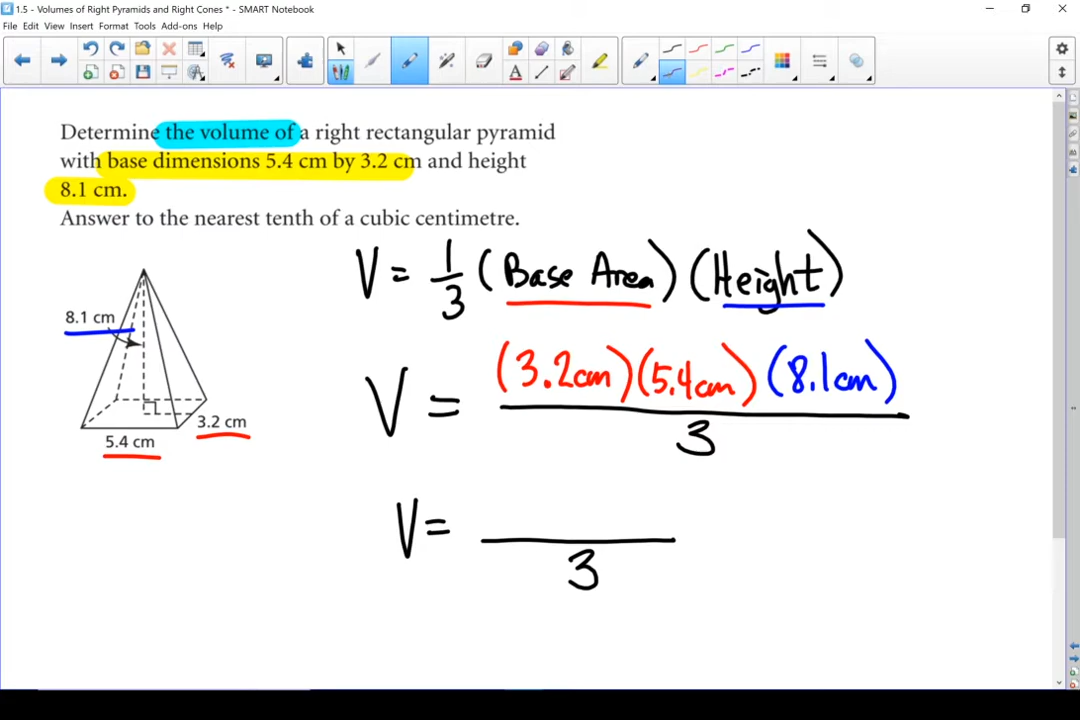 1.5 - Volumes of Right Pyramids and Right Cones * - SMART Notebook
File Edit View Insert Format Tools Add-ons Help
Determine the volume of a right rectangular pyramid
with base dimensions 5.4 cm by 3.2 cm and height
8.1 cm.
Answer to the nearest tenth of a cubic centimetre.
V = 1/3 (Base Area) (Height)
8.1 cm
3.2 cm
5.4 cm
V = (3.2cm)(5.4cm)(8.1cm)
3
V =
3